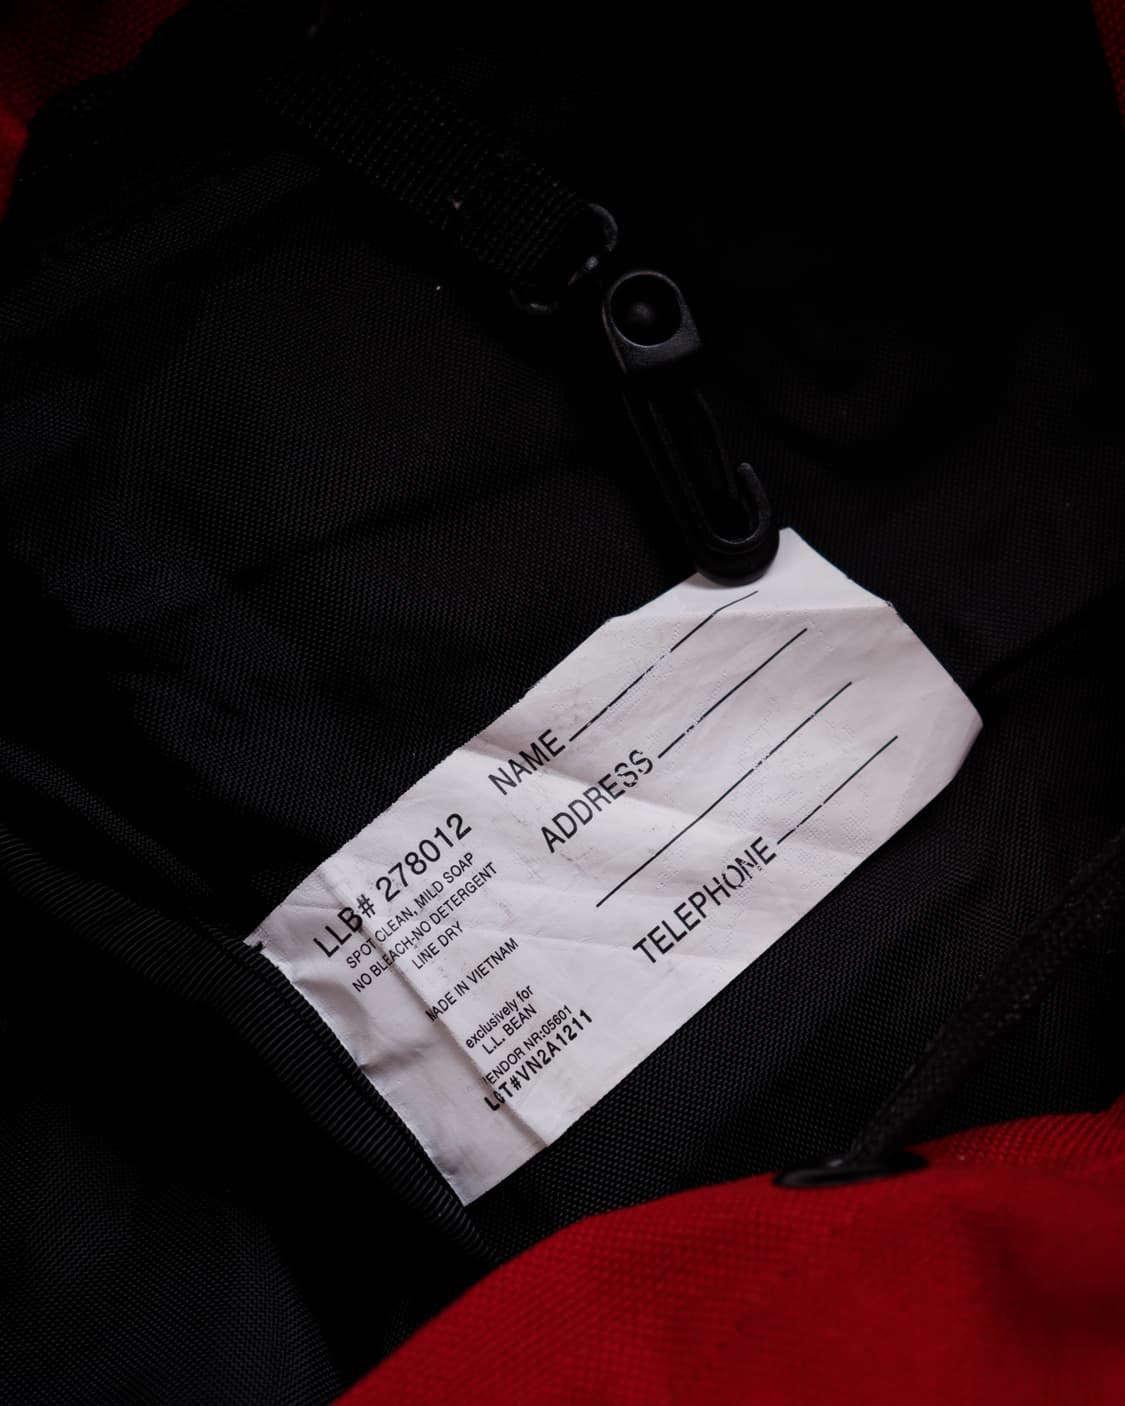 LLB# 278012
SPOT CLEAN, MILD SOAP
NO BLEACH-NO DETERGENT
LINE DRY
MADE IN VIETNAM
exclusively for
L.L. BEAN
VENDOR NR:05601
LOT#VN2A1211
NAME
ADDRESS
TELEPHONE